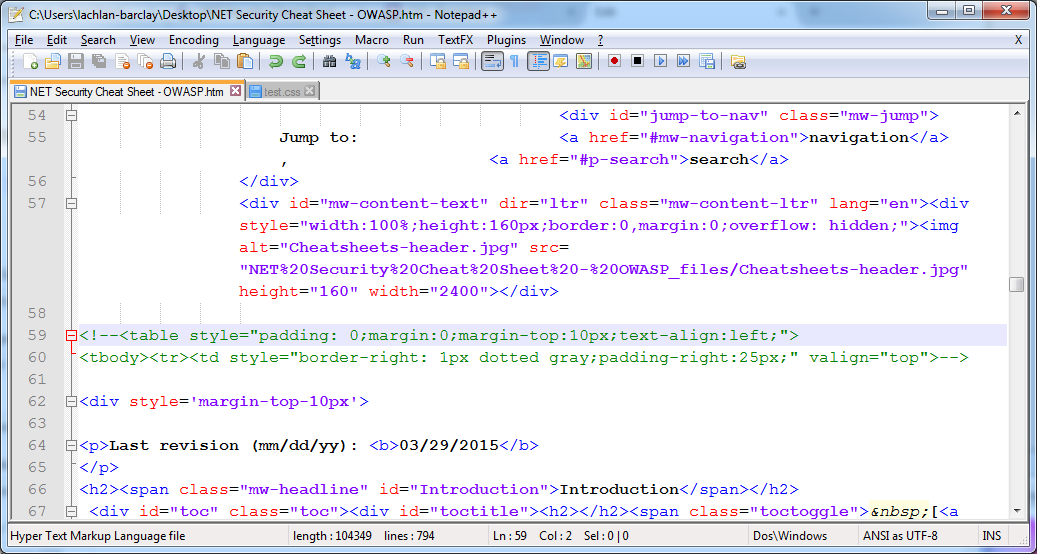 C:\Users\lachlan-barclay\Desktop\NET Security Cheat Sheet - OWASP.htm - Notepad++
File Edit Search View Encoding Language Settings Macro Run TextFX Plugins Window ? X
NET Security Cheat Sheet - OWASP.htm test.css
54 <div id="jump-to-nav" class="mw-jump">
55 Jump to: <a href="#mw-navigation">navigation</a>
, <a href="#p-search">search</a>
56 </div>
57 <div id="mw-content-text" dir="ltr" class="mw-content-ltr" lang="en"><div
style="width:100%;height:160px;border:0,margin:0;overflow: hidden;"><img
alt="Cheatsheets-header.jpg" src=
"NET%20Security%20Cheat%20Sheet%20-%20OWASP_files/Cheatsheets-header.jpg"
height="160" width="2400"></div>
58
59 <!--<table style="padding: 0;margin:0;margin-top:10px;text-align:left;">
60 <tbody><tr><td style="border-right: 1px dotted gray;padding-right:25px;" valign="top">-->
61
62 <div style='margin-top-10px'>
63
64 <p>Last revision (mm/dd/yy): <b>03/29/2015</b>
65 </p>
66 <h2><span class="mw-headline" id="Introduction">Introduction</span></h2>
67 <div id="toc" class="toc"><div id="toctitle"><h2></h2><span class="toctoggle">&nbsp;[<a
Hyper Text Markup Language file length : 104349 lines : 794 Ln : 59 Col : 2 Sel : 0 | 0 Dos\Windows ANSI as UTF-8 INS